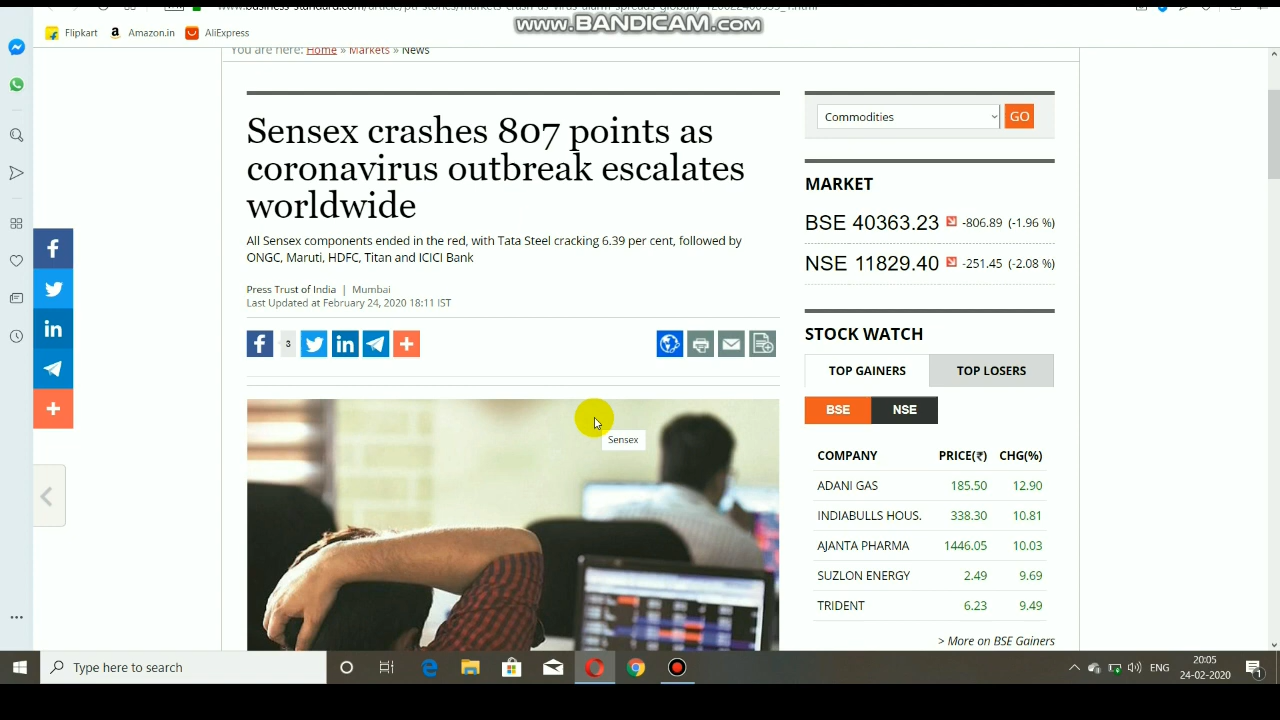 www.BANDICAM.com
Flipkart
Amazon.in
AliExpress
You are here: Home » Markets » News
Sensex crashes 807 points as
coronavirus outbreak escalates
worldwide
All Sensex components ended in the red, with Tata Steel cracking 6.39 per cent, followed by
ONGC, Maruti, HDFC, Titan and ICICI Bank
Press Trust of India | Mumbai
Last Updated at February 24, 2020 18:11 IST
3
Sensex
Commodities
GO
MARKET
BSE 40363.23 -806.89 (-1.96 %)
NSE 11829.40 -251.45 (-2.08 %)
STOCK WATCH
TOP GAINERS TOP LOSERS
BSE NSE
COMPANY PRICE(₹) CHG(%)
ADANI GAS 185.50 12.90
INDIABULLS HOUS. 338.30 10.81
AJANTA PHARMA 1446.05 10.03
SUZLON ENERGY 2.49 9.69
TRIDENT 6.23 9.49
> More on BSE Gainers
Type here to search
ENG
20:05
24-02-2020
1